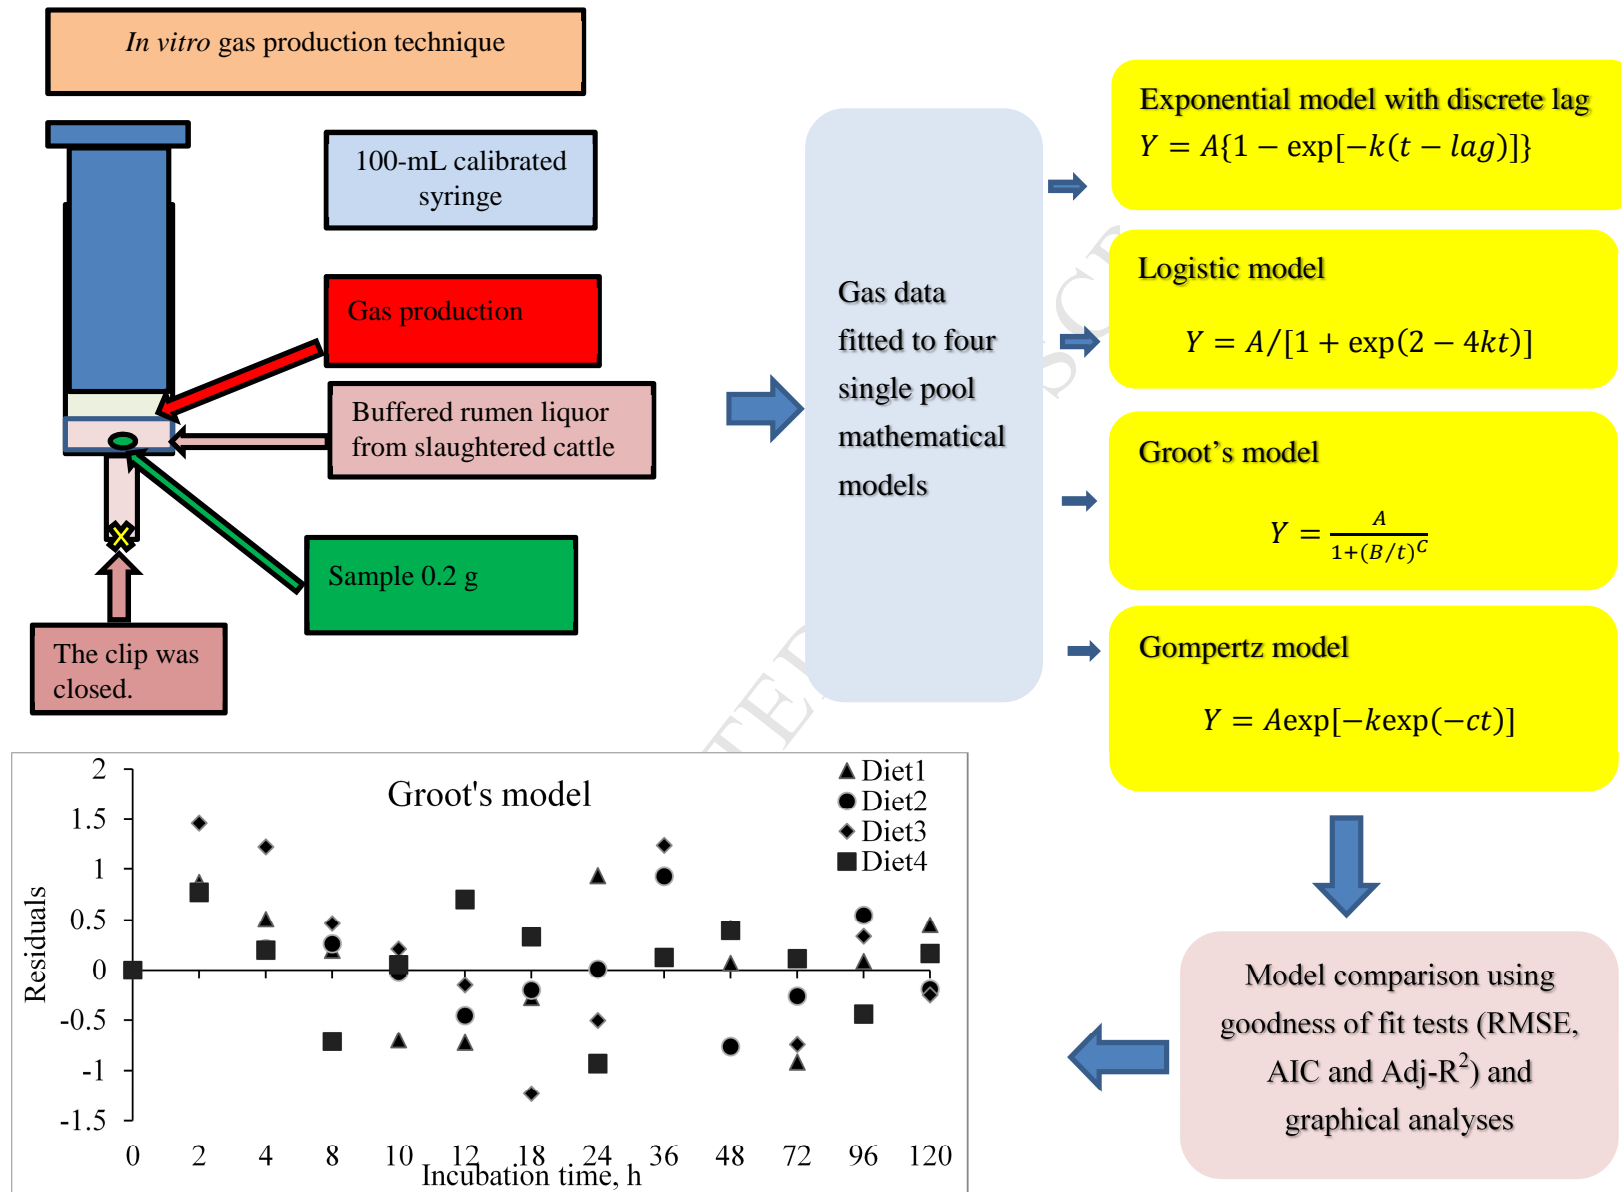 In vitro gas production technique
100-mL calibrated
syringe
Gas production
Buffered rumen liquor
from slaughtered cattle
Sample 0.2 g
The clip was
closed.
Gas data
fitted to four
single pool
mathematical
models
Exponential model with discrete lag
Y = A{1 − exp[−k(t − lag)]}
Logistic model
Y = A/[1 + exp(2 − 4kt)]
Groot’s model
Y = A / 1+(B/t)^C
Gompertz model
Y = Aexp[−kexp(−ct)]
Model comparison using
goodness of fit tests (RMSE,
AIC and Adj-R²) and
graphical analyses
Groot's model
Diet1
Diet2
Diet3
Diet4
Residuals
2
1.5
1
0.5
0
-0.5
-1
-1.5
0 2 4 8 10 12 18 24 36 48 72 96 120
Incubation time, h